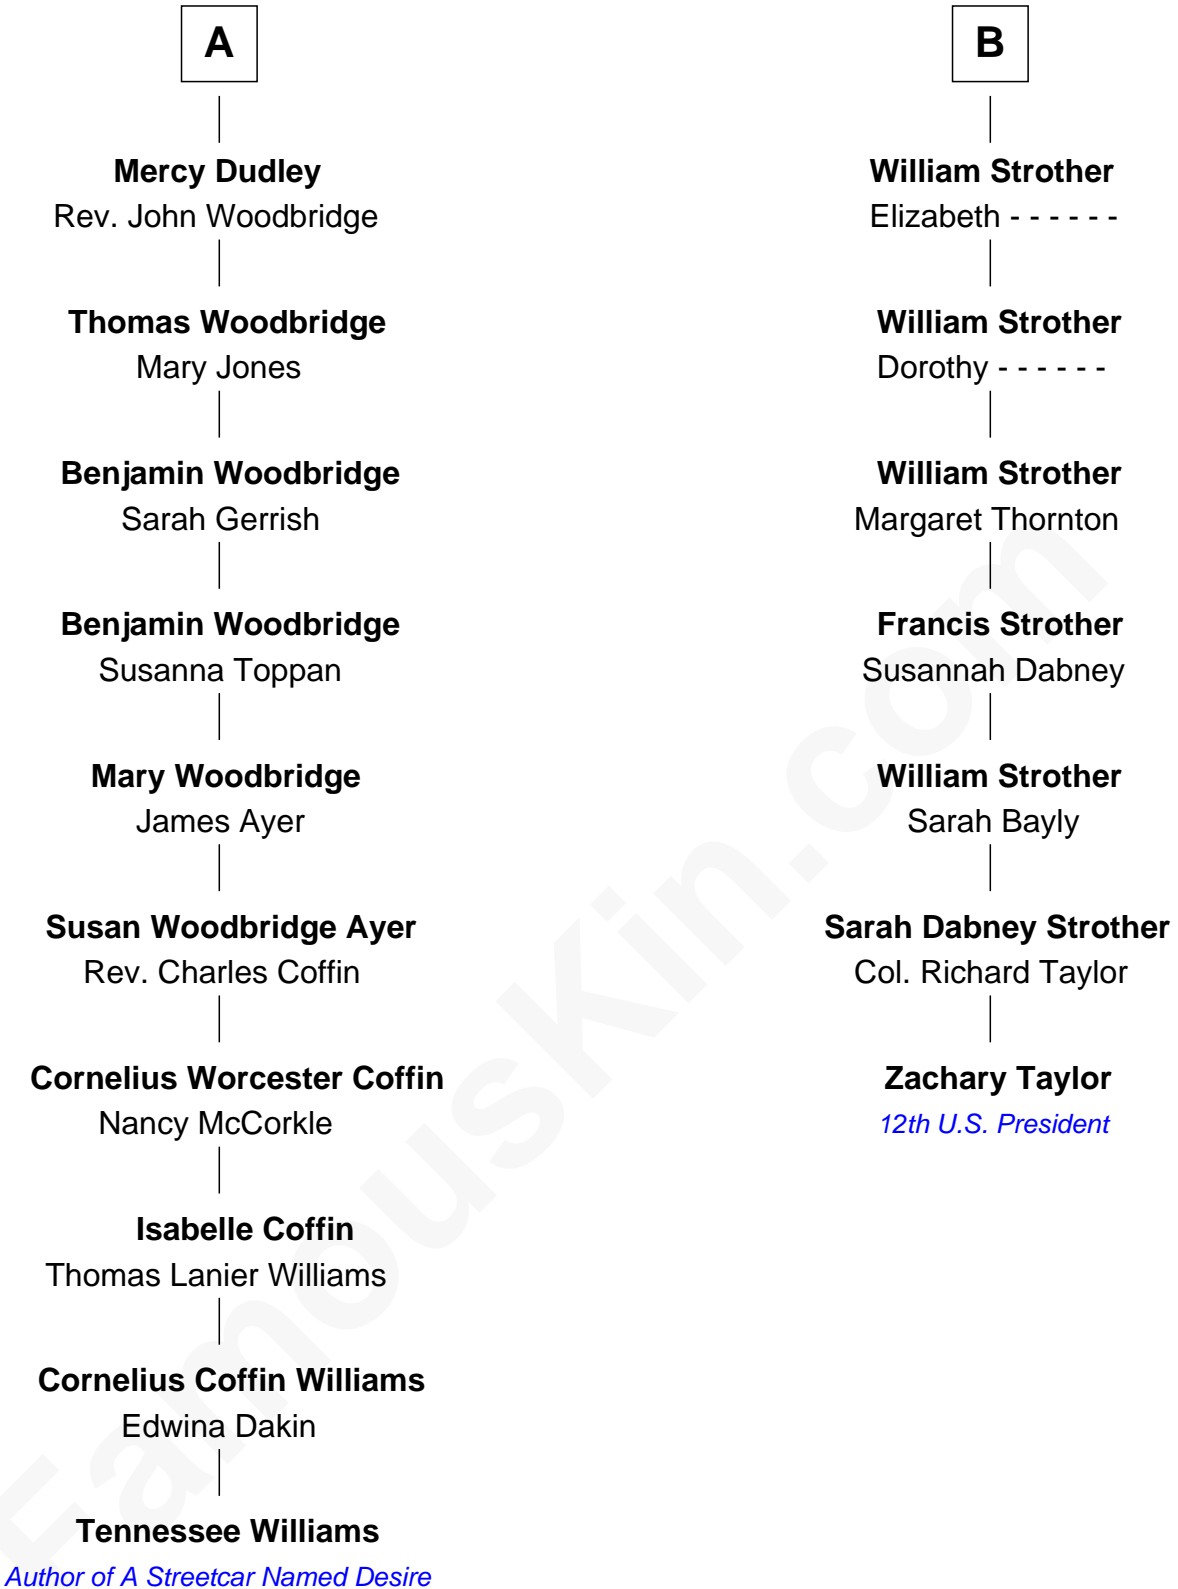 A
Mercy Dudley
Rev. John Woodbridge
Thomas Woodbridge
Mary Jones
Benjamin Woodbridge
Sarah Gerrish
Benjamin Woodbridge
Susanna Toppan
Mary Woodbridge
James Ayer
Susan Woodbridge Ayer
Rev. Charles Coffin
Cornelius Worcester Coffin
Nancy McCorkle
Isabelle Coffin
Thomas Lanier Williams
Cornelius Coffin Williams
Edwina Dakin
Tennessee Williams
Author of A Streetcar Named Desire
B
William Strother
Elizabeth - - - - - -
William Strother
Dorothy - - - - - -
William Strother
Margaret Thornton
Francis Strother
Susannah Dabney
William Strother
Sarah Bayly
Sarah Dabney Strother
Col. Richard Taylor
Zachary Taylor
12th U.S. President
FamousKin.com